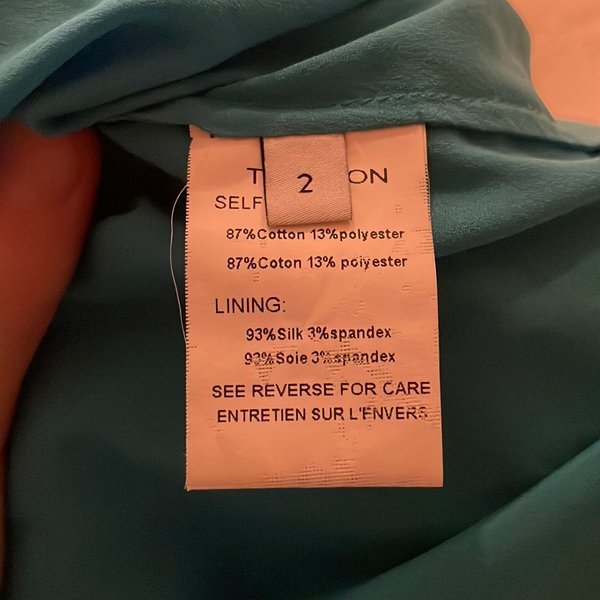 2
SELF
87%Cotton 13%polyester
87%Coton 13% polyester
LINING:
93%Silk 3%spandex
93%Soie 3%spandex
SEE REVERSE FOR CARE
ENTRETIEN SUR L'ENVERS